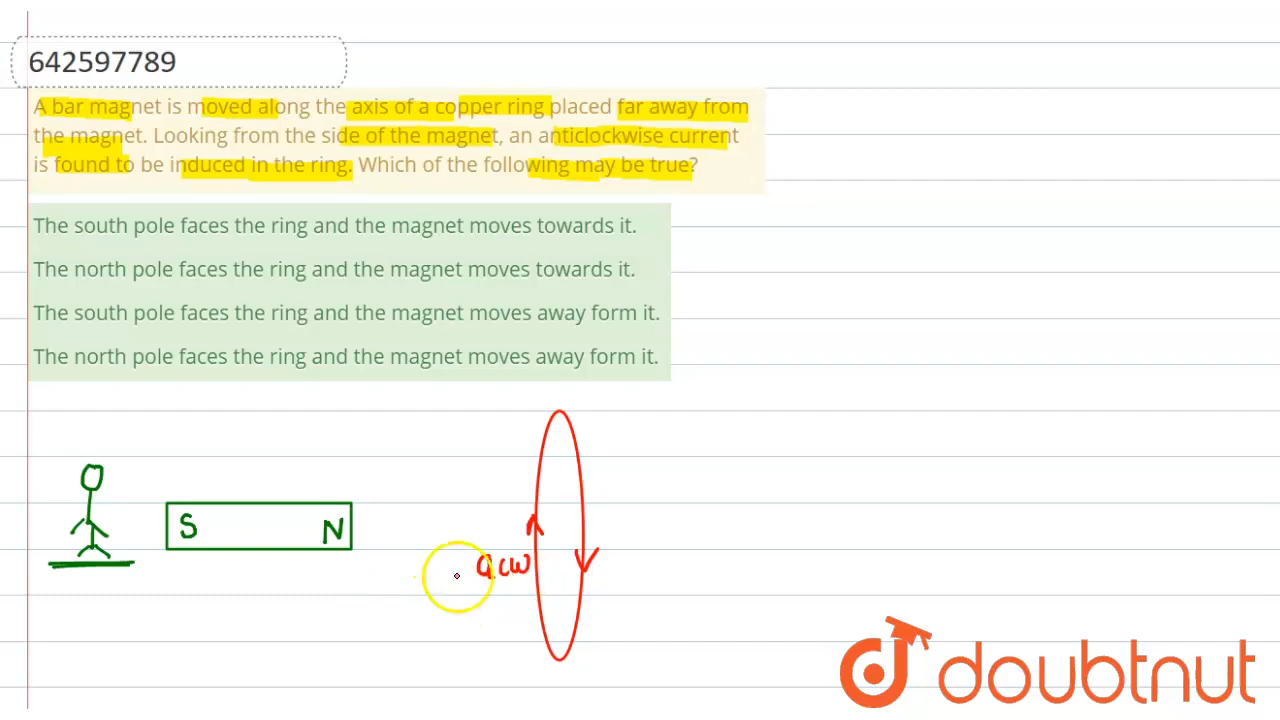 642597789
A bar magnet is moved along the axis of a copper ring placed far away from
the magnet. Looking from the side of the magnet, an anticlockwise current
is found to be induced in the ring. Which of the following may be true?
The south pole faces the ring and the magnet moves towards it.
The north pole faces the ring and the magnet moves towards it.
The south pole faces the ring and the magnet moves away form it.
The north pole faces the ring and the magnet moves away form it.
S N
acw
doubtnut